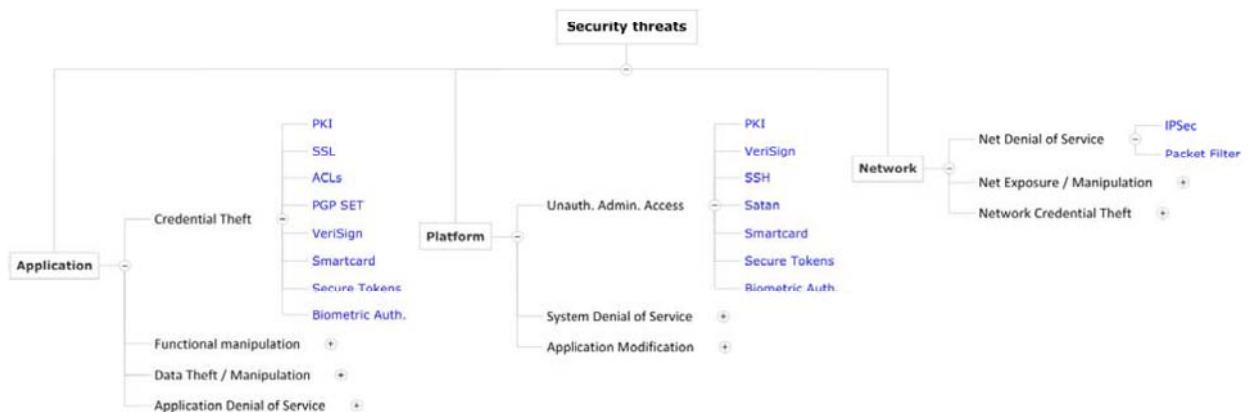 Security threats
Application
Credential Theft
PKI
SSL
ACLs
PGP SET
VeriSign
Smartcard
Secure Tokens
Biometric Auth.
Functional manipulation
Data Theft / Manipulation
Application Denial of Service
Platform
Unauth. Admin. Access
PKI
VeriSign
SSH
Satan
Smartcard
Secure Tokens
Biometric Auth.
System Denial of Service
Application Modification
Network
Net Denial of Service
IPSec
Packet Filter
Net Exposure / Manipulation
Network Credential Theft